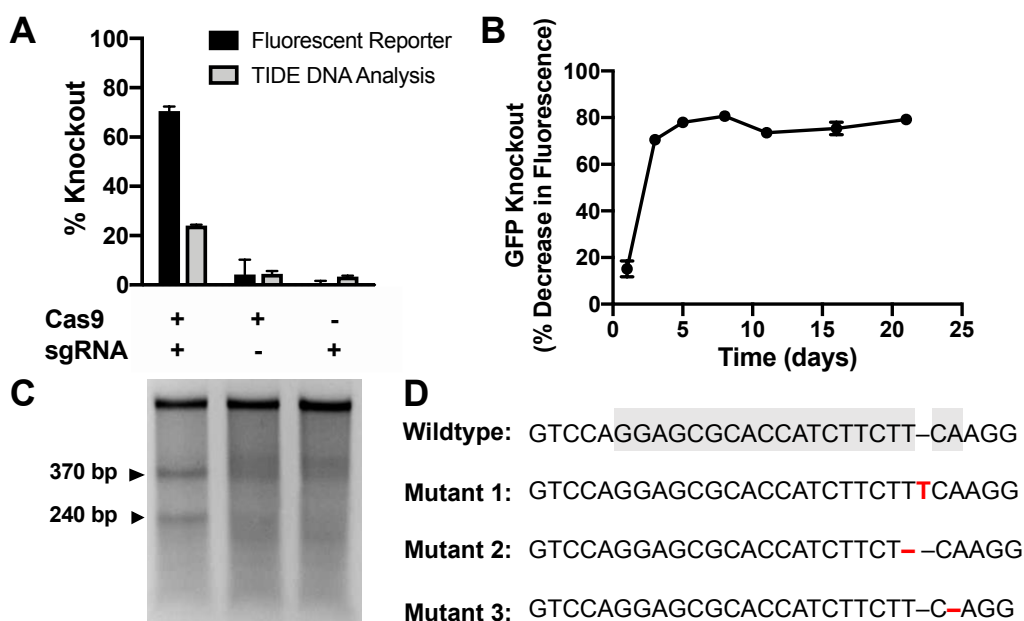 A
Fluorescent Reporter
TIDE DNA Analysis
% Knockout
100
80
60
40
20
0
Cas9 + + -
sgRNA + - +
B
GFP Knockout
(% Decrease in Fluorescence)
100
80
60
40
20
0
0 5 10 15 20 25
Time (days)
C
370 bp
240 bp
D
Wildtype: GTCCAGGAGCGCACCATCTTCTT–CAAGG
Mutant 1: GTCCAGGAGCGCACCATCTTCTTTCAAGG
Mutant 2: GTCCAGGAGCGCACCATCTTCT– –CAAGG
Mutant 3: GTCCAGGAGCGCACCATCTTCTT–C–AGG